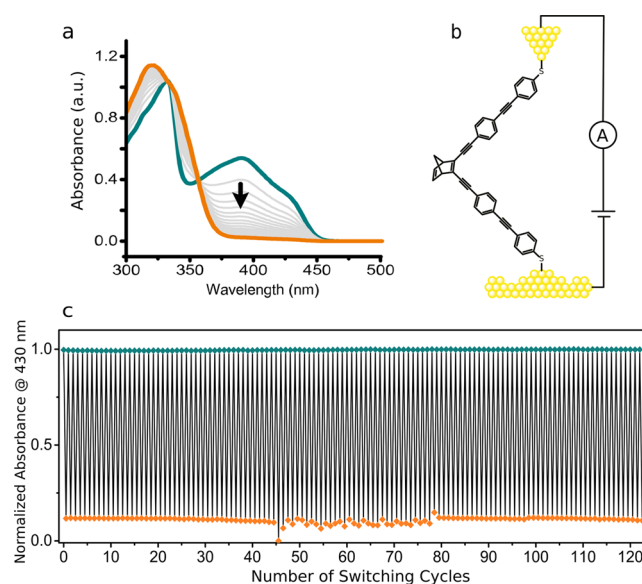 a
Absorbance (a.u.)
1.2
0.8
0.4
0.0
300 350 400 450 500
Wavelength (nm)
b
S
A
S
c
Normalized Absorbance @ 430 nm
1.0
0.5
0.0
0 10 20 30 40 50 60 70 80 90 100 110 120
Number of Switching Cycles